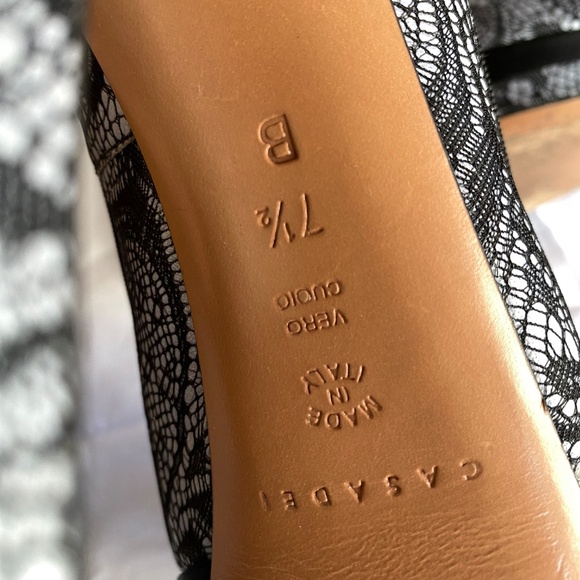 CASADEI
MADE
IN
ITALY
VERO
CUOIO
7½
B